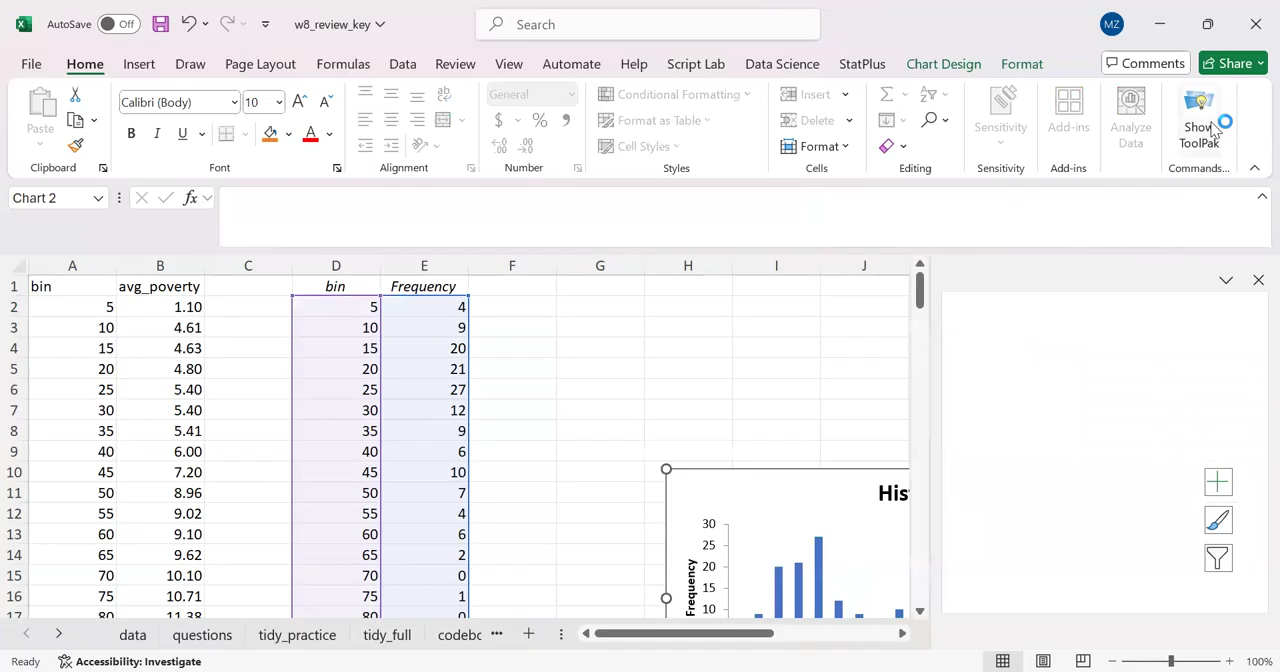 AutoSave Off w8_review_key Search MZ
File Home Insert Draw Page Layout Formulas Data Review View Automate Help Script Lab Data Science StatPlus Chart Design Format Comments Share
Paste Calibri (Body) 10 General Conditional Formatting Insert Sensitivity Add-ins Analyze Data Show ToolPak
B I U $ % 9 Format as Table Delete
Cell Styles Format
Clipboard Font Alignment Number Styles Cells Editing Sensitivity Add-ins Commands...
Chart 2 fx
A B C D E F G H I J
1 bin avg_poverty bin Frequency
2 5 1.10 5 4
3 10 4.61 10 9
4 15 4.63 15 20
5 20 4.80 20 21
6 25 5.40 25 27
7 30 5.40 30 12
8 35 5.41 35 9
9 40 6.00 40 6
10 45 7.20 45 10
11 50 8.96 50 7
12 55 9.02 55 4
13 60 9.10 60 6
14 65 9.62 65 2
15 70 10.10 70 0
16 75 10.71 75 1
17 80 11.38 80 0
His
30
25
20
15
10
Frequency
data questions tidy_practice tidy_full codebc ...
Ready Accessibility: Investigate 100%